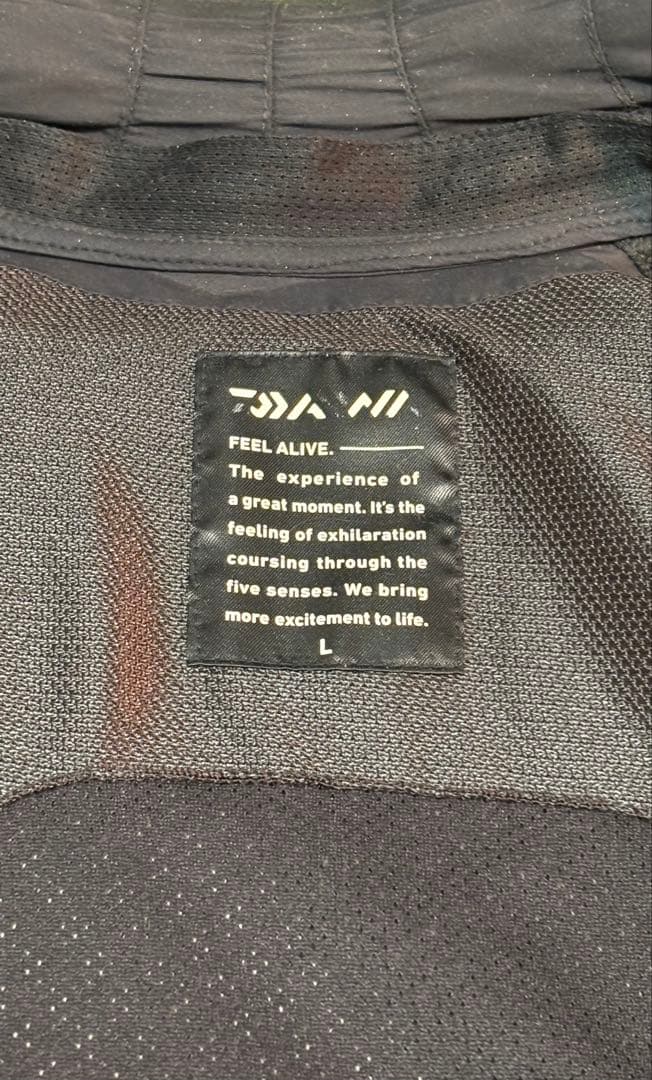 DAIWA
FEEL ALIVE.
The experience of
a great moment. It's the
feeling of exhilaration
coursing through the
five senses. We bring
more excitement to life.
L